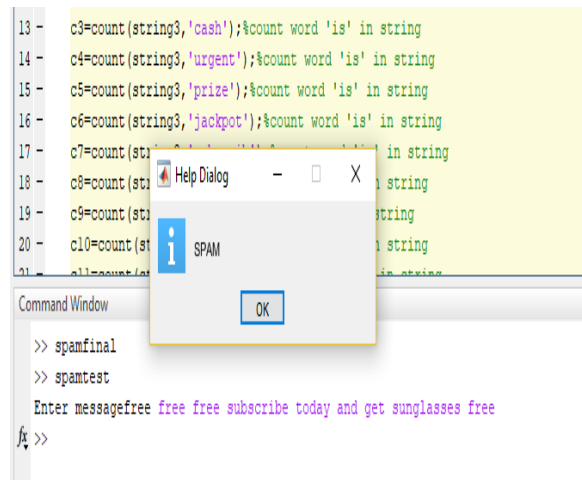 13 - c3=count(string3,'cash');%count word 'is' in string
14 - c4=count(string3,'urgent');%count word 'is' in string
15 - c5=count(string3,'prize');%count word 'is' in string
16 - c6=count(string3,'jackpot');%count word 'is' in string
17 - c7=count(str in string
18 - c8=count(str string
19 - c9=count(str string
20 - c10=count(st string
21 -
Help Dialog
SPAM
OK
Command Window
>> spamfinal
>> spamtest
Enter messagefree free free subscribe today and get sunglasses free
fx >>